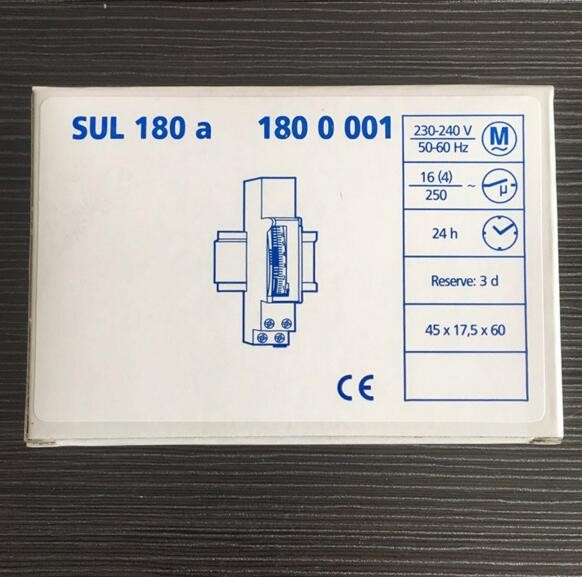 SUL 180 a 180 0 001
230-240 V
50-60 Hz
M
16 (4)
250 ~
µ
24 h
Reserve: 3 d
45 x 17,5 x 60
CE